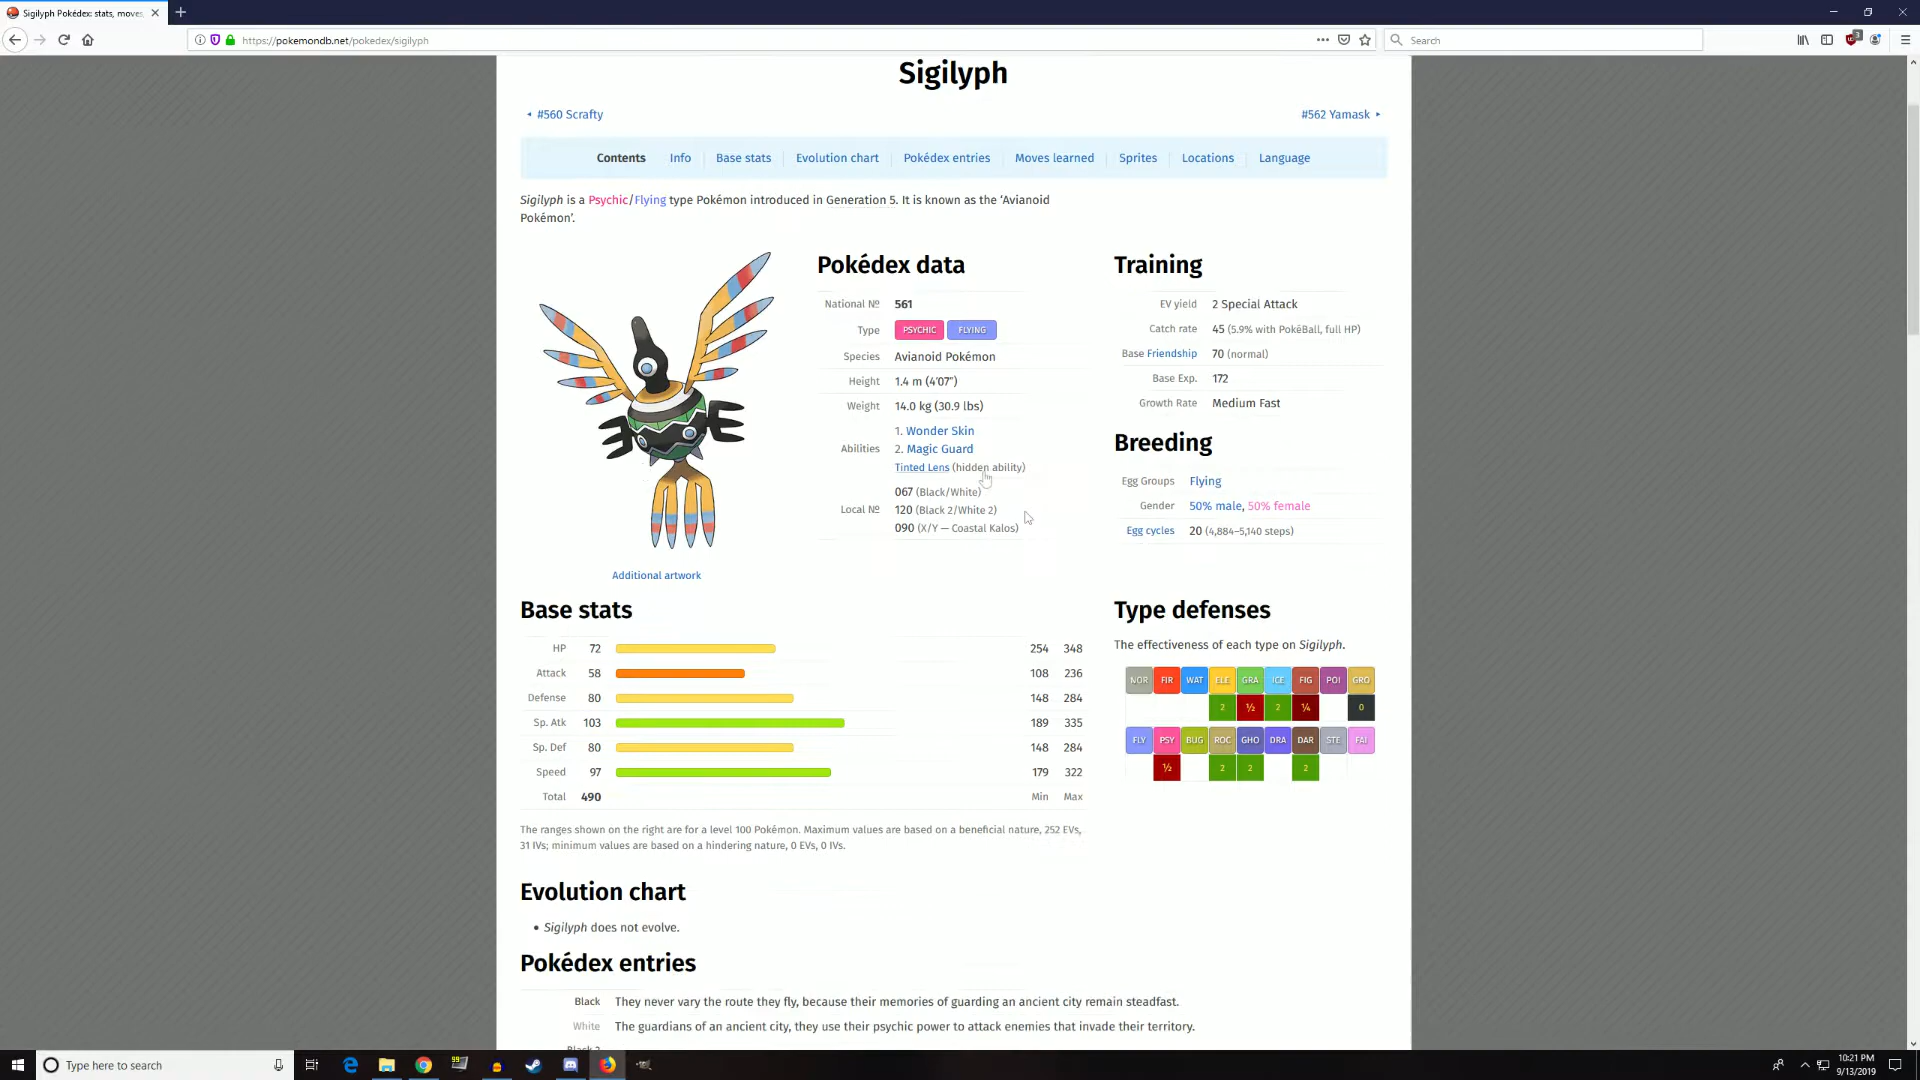 Sigilyph Pokédex: stats, moves,
https://pokemondb.net/pokedex/sigilyph
Search
3
Sigilyph
#560 Scrafty
#562 Yamask
Contents Info Base stats Evolution chart Pokédex entries Moves learned Sprites Locations Language
Sigilyph is a Psychic/Flying type Pokémon introduced in Generation 5. It is known as the ‘Avianoid
Pokémon’.
Additional artwork
Pokédex data
National № 561
Type PSYCHIC FLYING
Species Avianoid Pokémon
Height 1.4 m (4′07″)
Weight 14.0 kg (30.9 lbs)
Abilities
1. Wonder Skin
2. Magic Guard
Tinted Lens (hidden ability)
Local №
067 (Black/White)
120 (Black 2/White 2)
090 (X/Y — Coastal Kalos)
Training
EV yield 2 Special Attack
Catch rate 45 (5.9% with PokéBall, full HP)
Base Friendship 70 (normal)
Base Exp. 172
Growth Rate Medium Fast
Breeding
Egg Groups Flying
Gender 50% male, 50% female
Egg cycles 20 (4,884–5,140 steps)
Base stats
HP 72 254 348
Attack 58 108 236
Defense 80 148 284
Sp. Atk 103 189 335
Sp. Def 80 148 284
Speed 97 179 322
Total 490 Min Max
The ranges shown on the right are for a level 100 Pokémon. Maximum values are based on a beneficial nature, 252 EVs,
31 IVs; minimum values are based on a hindering nature, 0 EVs, 0 IVs.
Type defenses
The effectiveness of each type on Sigilyph.
NOR FIR WAT ELE GRA ICE FIG POI GRO
2 ½ 2 ¼ 0
FLY PSY BUG ROC GHO DRA DAR STE FAI
½ 2 2 2
Evolution chart
• Sigilyph does not evolve.
Pokédex entries
Black They never vary the route they fly, because their memories of guarding an ancient city remain steadfast.
White The guardians of an ancient city, they use their psychic power to attack enemies that invade their territory.
Black 2
Type here to search
99
10:21 PM
9/13/2019